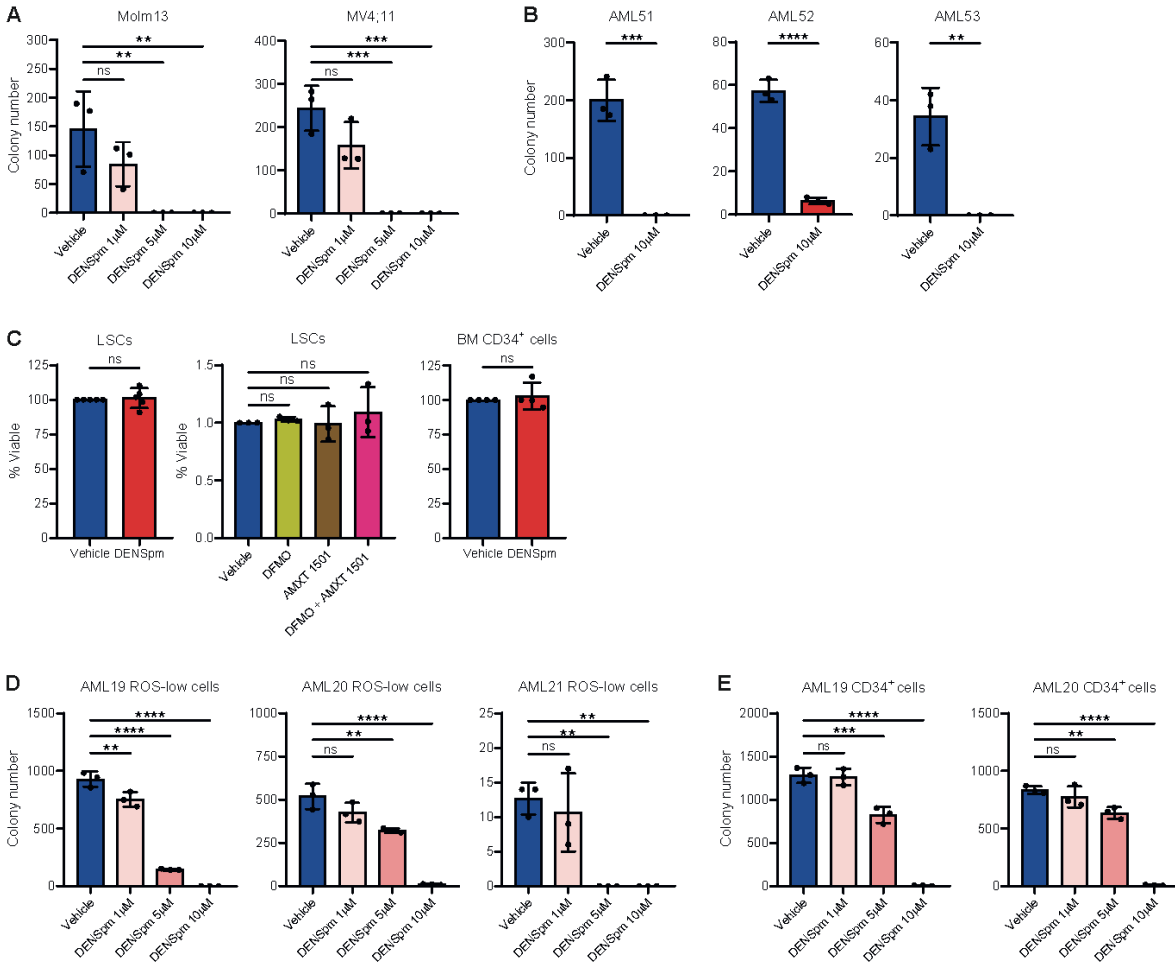 A
Molm13
Colony number
300
250
200
150
100
50
0
**
**
ns
Vehicle
DENSpm 1µM
DENSpm 5µM
DENSpm 10µM
MV4;11
400
300
200
100
0
***
***
ns
Vehicle
DENSpm 1µM
DENSpm 5µM
DENSpm 10µM
B
AML51
Colony number
300
200
100
0
***
Vehicle
DENSpm 10µM
AML52
80
60
40
20
0
****
Vehicle
DENSpm 10µM
AML53
60
40
20
0
**
Vehicle
DENSpm 10µM
C
LSCs
% Viable
125
100
75
50
25
0
ns
Vehicle DENSpm
LSCs
% Viable
1.5
1.0
0.5
0.0
ns
ns
ns
Vehicle
DFMO
AMXT 1501
DFMO + AMXT 1501
BM CD34⁺ cells
125
100
75
50
25
0
ns
Vehicle DENSpm
D
AML19 ROS-low cells
Colony number
1500
1000
500
0
****
****
**
Vehicle
DENSpm 1µM
DENSpm 5µM
DENSpm 10µM
AML20 ROS-low cells
1000
750
500
250
0
****
**
ns
Vehicle
DENSpm 1µM
DENSpm 5µM
DENSpm 10µM
AML21 ROS-low cells
25
20
15
10
5
0
**
**
ns
Vehicle
DENSpm 1µM
DENSpm 5µM
DENSpm 10µM
E
AML19 CD34⁺ cells
Colony number
2000
1500
1000
500
0
****
***
ns
Vehicle
DENSpm 1µM
DENSpm 5µM
DENSpm 10µM
AML20 CD34⁺ cells
1500
1000
500
0
****
**
ns
Vehicle
DENSpm 1µM
DENSpm 5µM
DENSpm 10µM